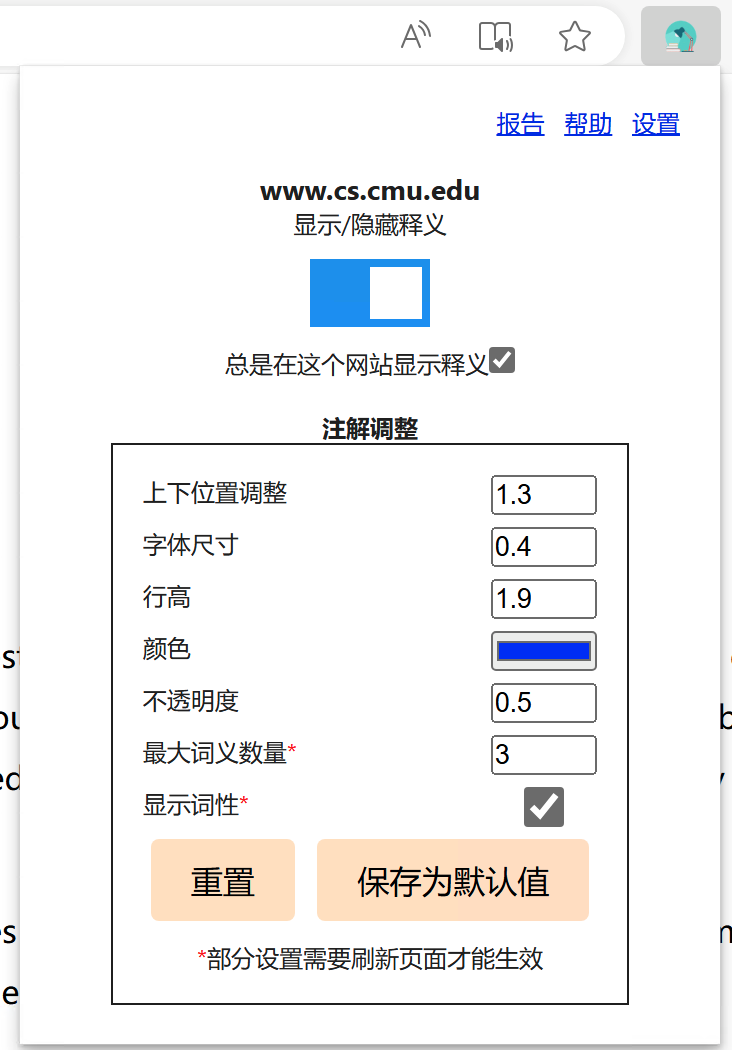 报告 帮助 设置
www.cs.cmu.edu
显示/隐藏释义
总是在这个网站显示释义
注解调整
上下位置调整 1.3
字体尺寸 0.4
行高 1.9
颜色
不透明度 0.5
最大词义数量* 3
显示词性*
重置 保存为默认值
*部分设置需要刷新页面才能生效